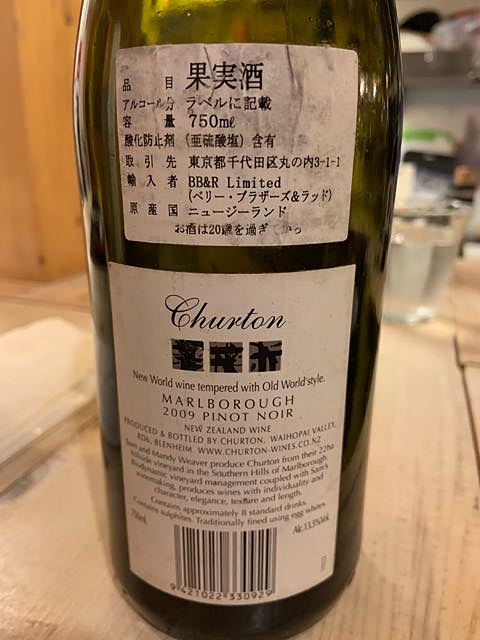 品 目 果実酒
アルコール分 ラベルに記載
容 量 750mℓ
酸化防止剤 (亜硫酸塩) 含有
取 引 先 東京都千代田区丸の内3-1-1
輸 入 者 BB&R Limited
(ベリー・ブラザーズ&ラッド)
原 産 国 ニュージーランド
お酒は20歳を過ぎてから
Churton
New World wine tempered with Old World style.
MARLBOROUGH
2009 PINOT NOIR
NEW ZEALAND WINE
PRODUCED & BOTTLED BY CHURTON, WAIHOPAI VALLEY,
RD6, BLENHEIM. WWW.CHURTON-WINES.CO.NZ
Sam and Mandy Weaver produce Churton from their 22ha
hillside vineyard in the Southern Hills of Marlborough.
Biodynamic vineyard management coupled with Sam's
winemaking, produces wines with individuality and
character, elegance, texture and length.
Contains approximately 8 standard drinks.
Contains sulphites. Traditionally fined using egg whites.
750mL Alc.13.5%Vol.
9 421022 330929